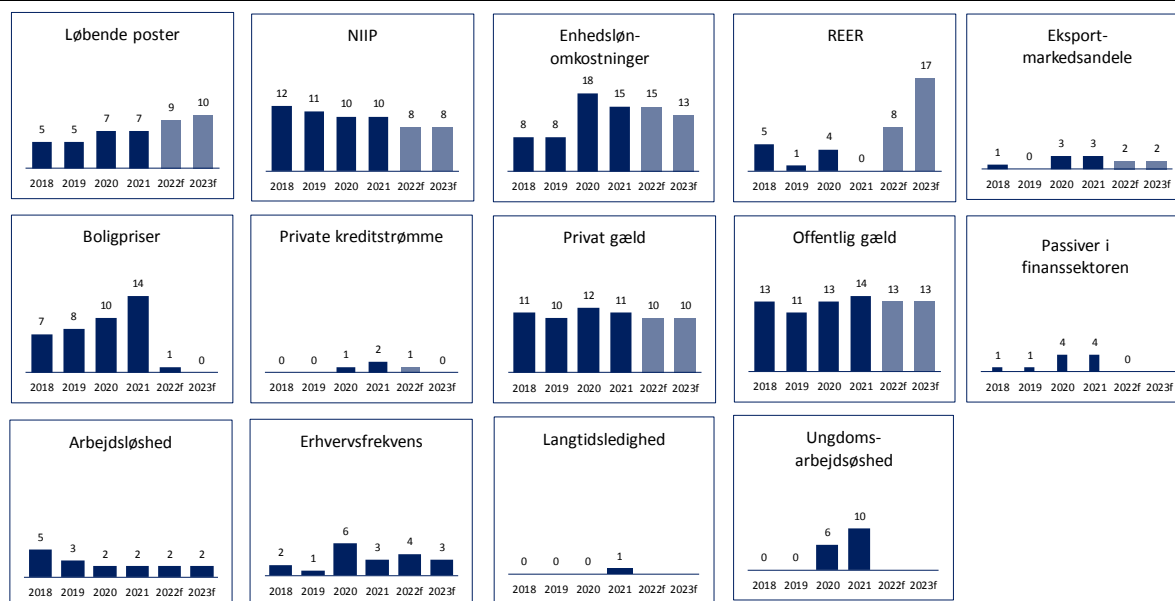 Løbende poster
5 5 7 7 9 10
2018 2019 2020 2021 2022f 2023f
NIIP
12 11 10 10 8 8
2018 2019 2020 2021 2022f 2023f
Enhedsløn-
omkostninger
8 8 18 15 15 13
2018 2019 2020 2021 2022f 2023f
REER
5 1 4 0 8 17
2018 2019 2020 2021 2022f 2023f
Eksport-
markedsandele
1 0 3 3 2 2
2018 2019 2020 2021 2022f 2023f
Boligpriser
7 8 10 14 1 0
2018 2019 2020 2021 2022f 2023f
Private kreditstrømme
0 0 1 2 1 0
2018 2019 2020 2021 2022f 2023f
Privat gæld
11 10 12 11 10 10
2018 2019 2020 2021 2022f 2023f
Offentlig gæld
13 11 13 14 13 13
2018 2019 2020 2021 2022f 2023f
Passiver i
finanssektoren
1 1 4 4 0
2018 2019 2020 2021 2022f 2023f
Arbejdsløshed
5 3 2 2 2 2
2018 2019 2020 2021 2022f 2023f
Erhvervsfrekvens
2 1 6 3 4 3
2018 2019 2020 2021 2022f 2023f
Langtidsledighed
0 0 0 1
2018 2019 2020 2021 2022f 2023f
Ungdoms-
arbejdsøshed
0 0 6 10
2018 2019 2020 2021 2022f 2023f